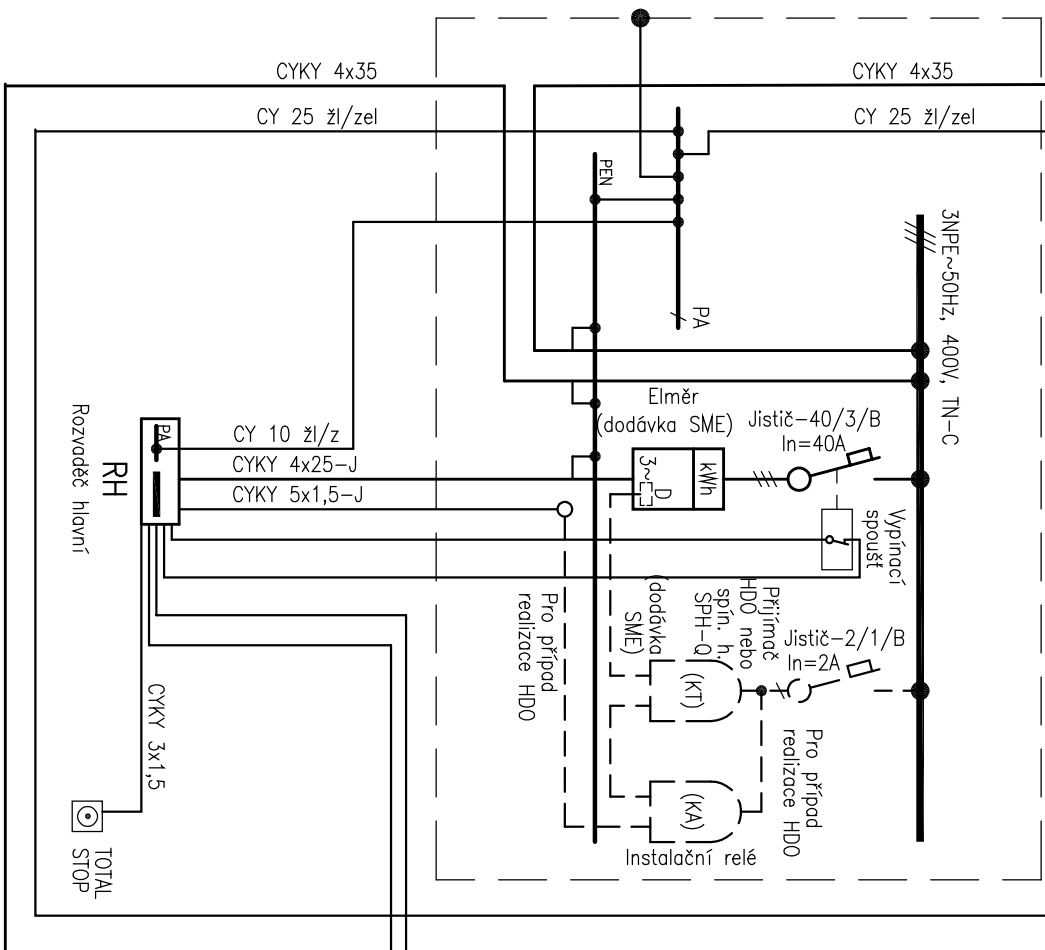 CYKY 4x35
CYKY 4x35
CY 25 žl/zel
CY 25 žl/zel
PEN
3NPE~50Hz, 400V, TN-C
PA
Elměr
(dodávka SME)
Jistič-40/3/B
In=40A
PA
CY 10 žl/z
CYKY 4x25-J
CYKY 5x1,5-J
3~
D
kWh
RH
Rozvaděč hlavní
Vypínací
spoušť
Pro případ
realizace HDO
Přijímač
HDO nebo
spín. h.
SPH-Q
(dodávka
SME)
(KT)
Jistič-2/1/B
In=2A
Pro případ
realizace HDO
(KA)
Instalační relé
CYKY 3x1,5
TOTAL
STOP